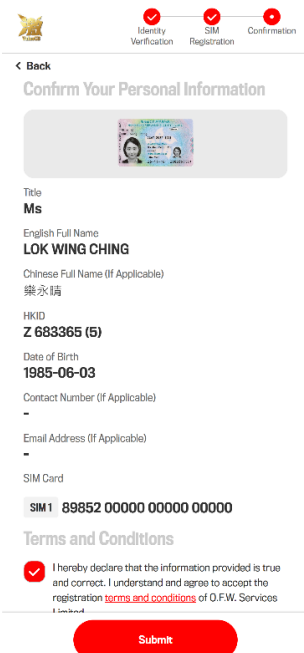 Identity
Verification
SIM
Registration
Confirmation
Back
Confirm Your Personal Information
Title
Ms
English Full Name
LOK WING CHING
Chinese Full Name (If Applicable)
樂永晴
HKID
Z 683365 (5)
Date of Birth
1985-06-03
Contact Number (If Applicable)
-
Email Address (If Applicable)
-
SIM Card
SIM 1 89852 00000 00000 00000
Terms and Conditions
I hereby declare that the information provided is true
and correct. I understand and agree to accept the
registration terms and conditions of O.F.W. Services
Limited
Submit